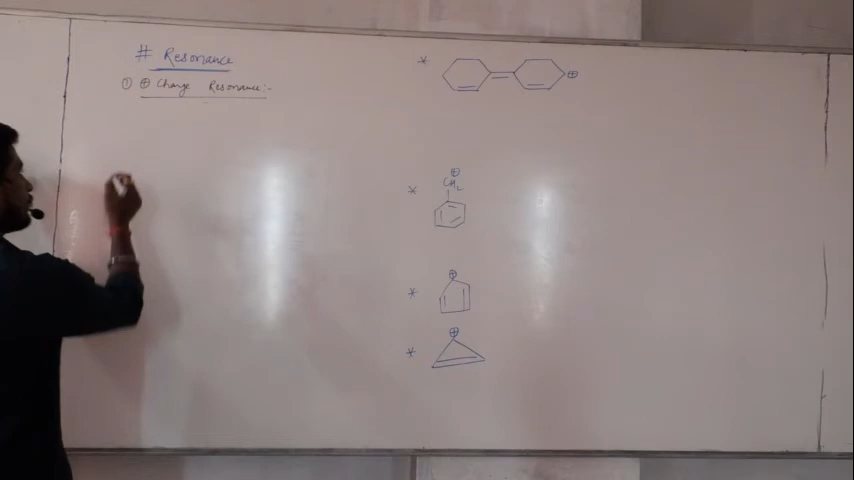 # Resonance
① ⊕ Charge Resonance:-
* ⊕
* ⊕
CH₂
* ⊕
* ⊕